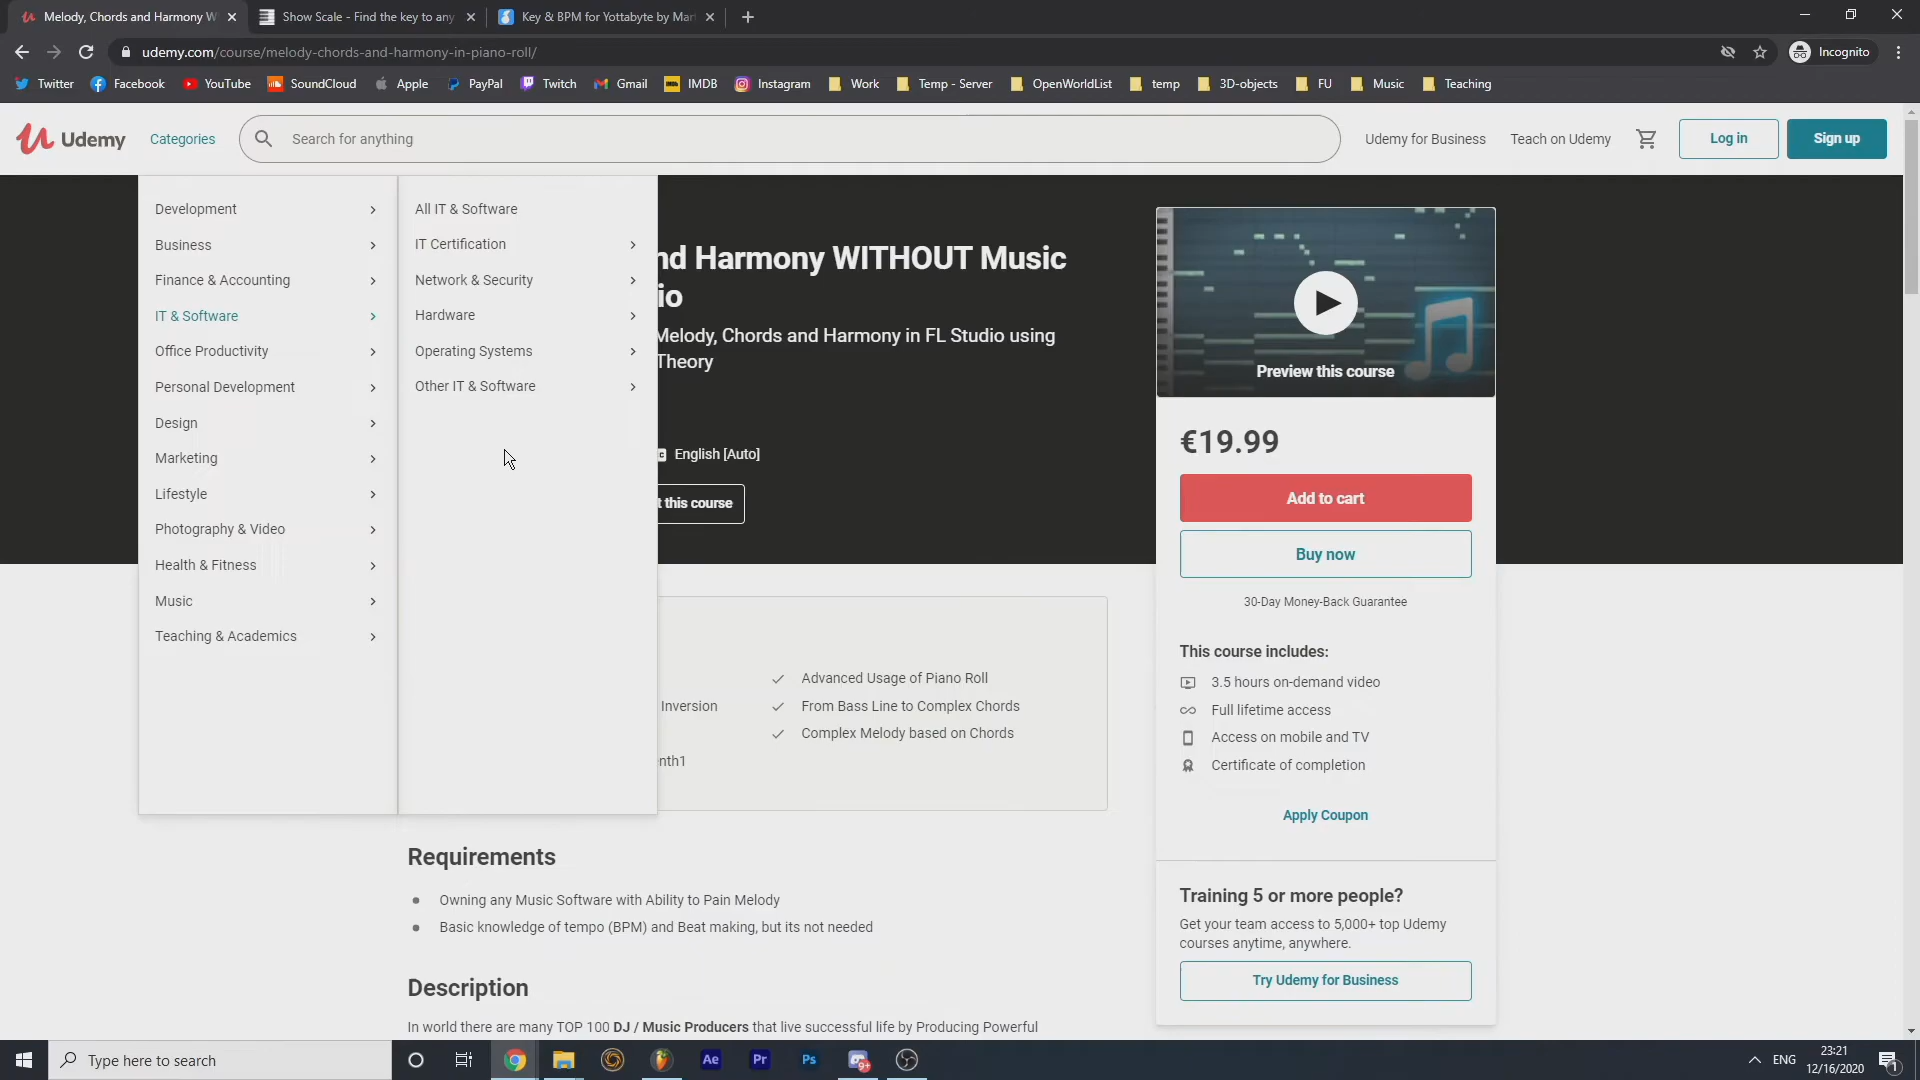 Melody, Chords and Harmony W
Show Scale - Find the key to any
Key & BPM for Yottabyte by Mar
udemy.com/course/melody-chords-and-harmony-in-piano-roll/
Incognito
Twitter Facebook YouTube SoundCloud Apple PayPal Twitch Gmail IMDB Instagram Work Temp - Server OpenWorldList temp 3D-objects FU Music Teaching
Udemy Categories Search for anything Udemy for Business Teach on Udemy Log in Sign up
Development
Business
Finance & Accounting
IT & Software
Office Productivity
Personal Development
Design
Marketing
Lifestyle
Photography & Video
Health & Fitness
Music
Teaching & Academics
All IT & Software
IT Certification
Network & Security
Hardware
Operating Systems
Other IT & Software
nd Harmony WITHOUT Music
io
Melody, Chords and Harmony in FL Studio using
Theory
English [Auto]
t this course
Inversion
nth1
Advanced Usage of Piano Roll
From Bass Line to Complex Chords
Complex Melody based on Chords
Requirements
Owning any Music Software with Ability to Pain Melody
Basic knowledge of tempo (BPM) and Beat making, but its not needed
Description
In world there are many TOP 100 DJ / Music Producers that live successful life by Producing Powerful
Preview this course
€19.99
Add to cart
Buy now
30-Day Money-Back Guarantee
This course includes:
3.5 hours on-demand video
Full lifetime access
Access on mobile and TV
Certificate of completion
Apply Coupon
Training 5 or more people?
Get your team access to 5,000+ top Udemy
courses anytime, anywhere.
Try Udemy for Business
Type here to search
Ae
Pr
Ps
9+
ENG
23:21
12/16/2020
1